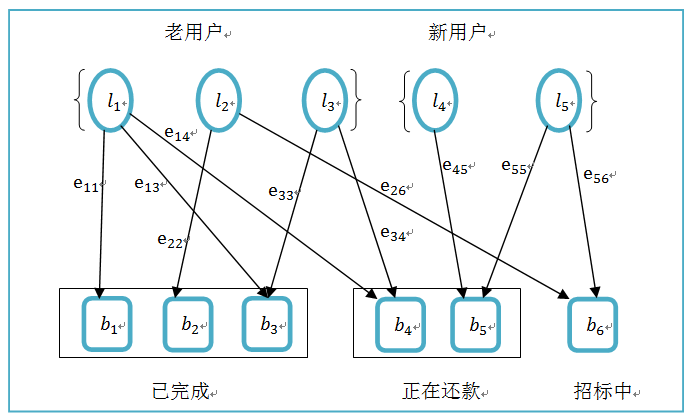 老用户 新用户
l1 l2 l3 l4 l5
e14
e11 e13 e33 e26 e45 e55 e56
e22 e34
b1 b2 b3 b4 b5 b6
已完成 正在还款 招标中